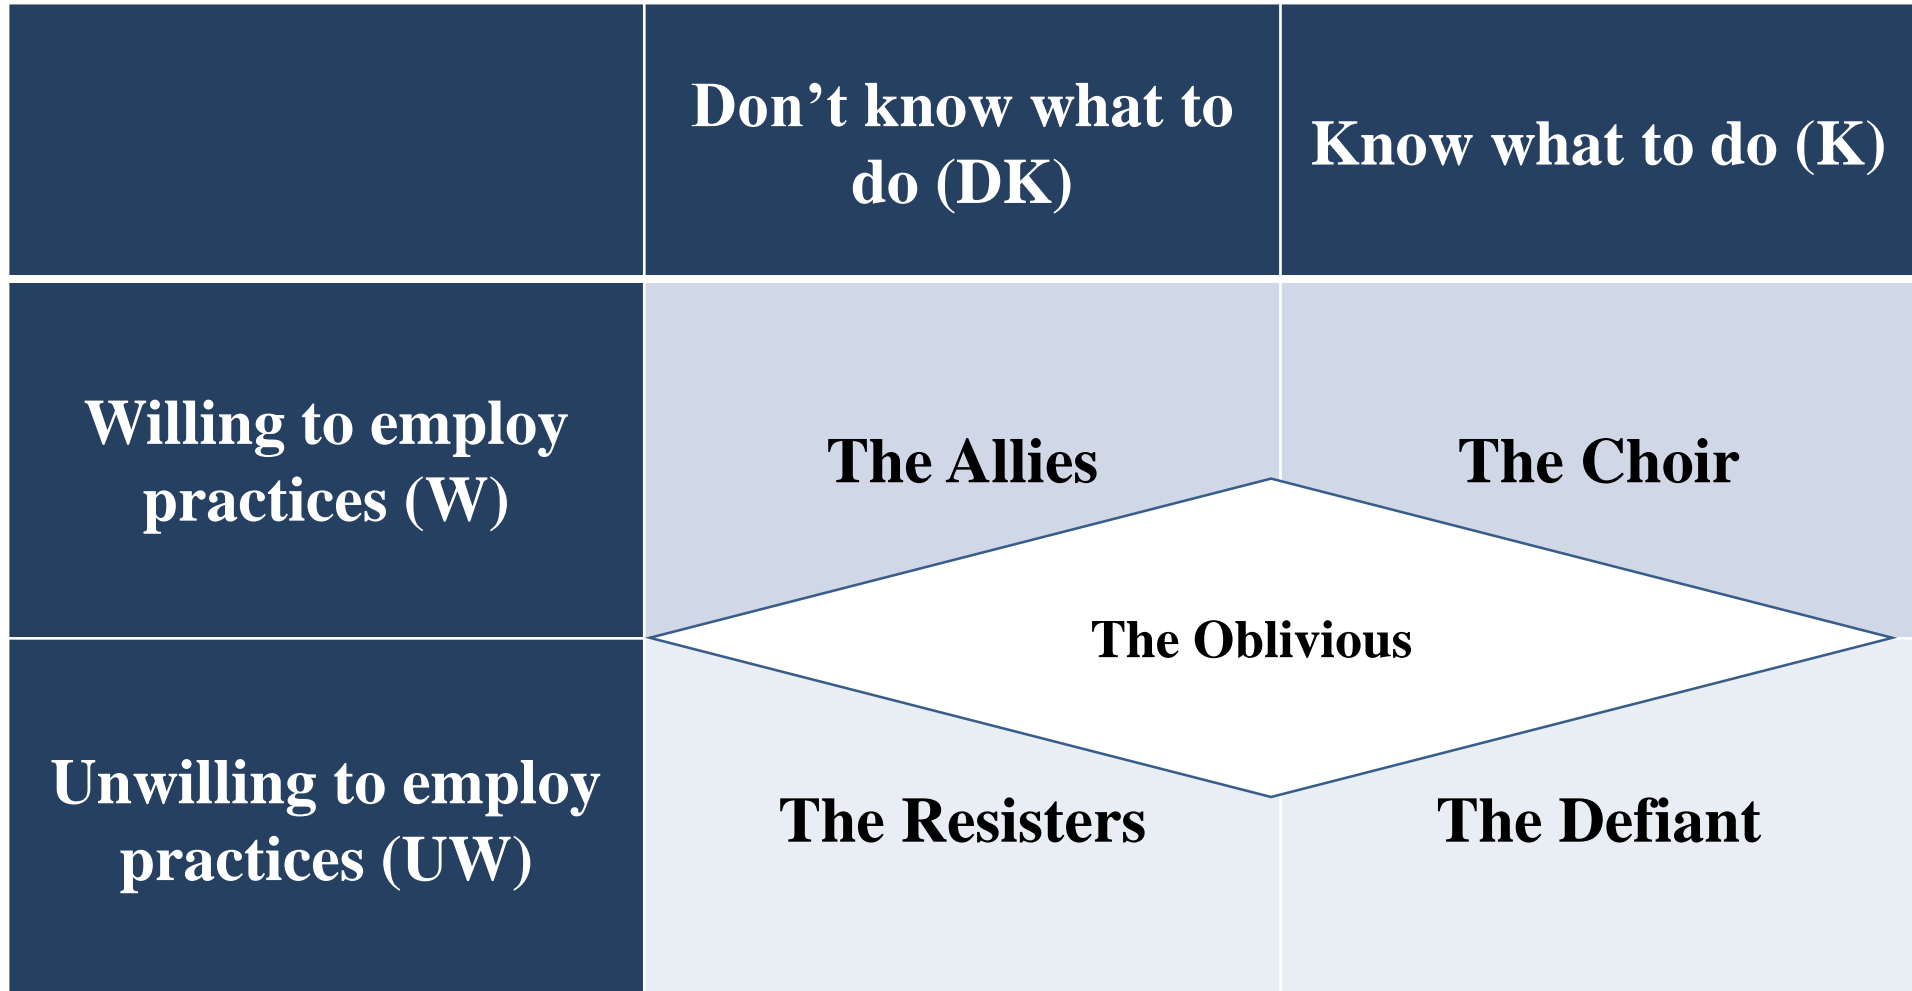 Don’t know what to
do (DK)
Know what to do (K)
Willing to employ
practices (W)
The Allies
The Choir
The Oblivious
Unwilling to employ
practices (UW)
The Resisters
The Defiant